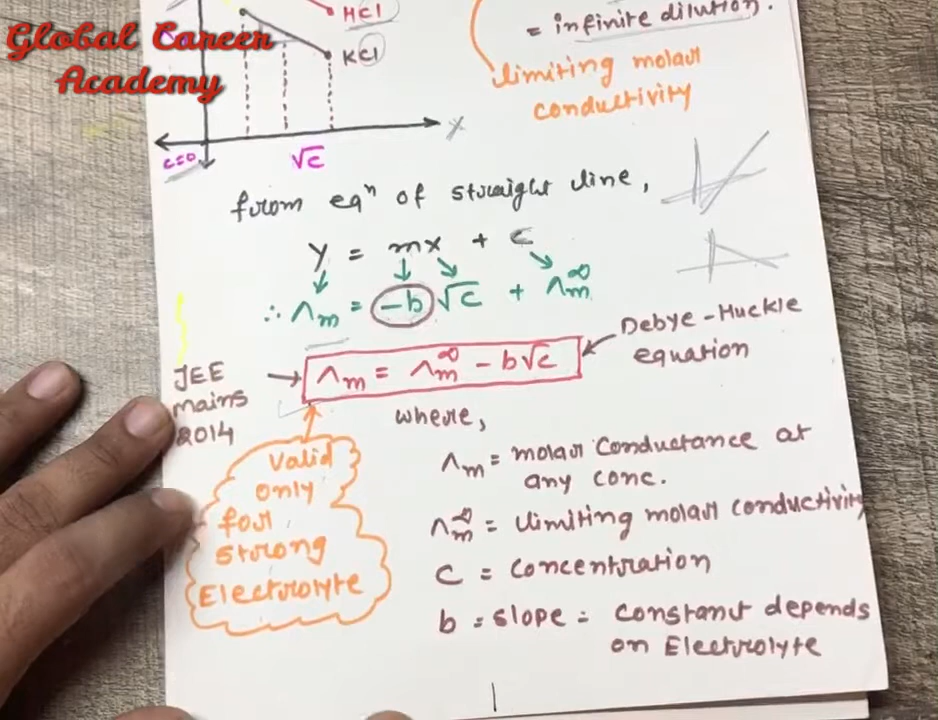 HCl
KCl
= infinite dilution.
limiting molar
conductivity
Global Career
Academy
x
c=0
√c
from eqⁿ of straight line,
y = mx + c
∴ Λm = -b √c + Λm^∞
Debye-Huckle
equation
JEE
mains
2014
Λm = Λm^∞ - b√c
where,
Valid
only
for
strong
Electrolyte
Λm = molar conductance at
any conc.
Λm^∞ = limiting molar conductivity
C = concentration
b = slope = constant depends
on Electrolyte